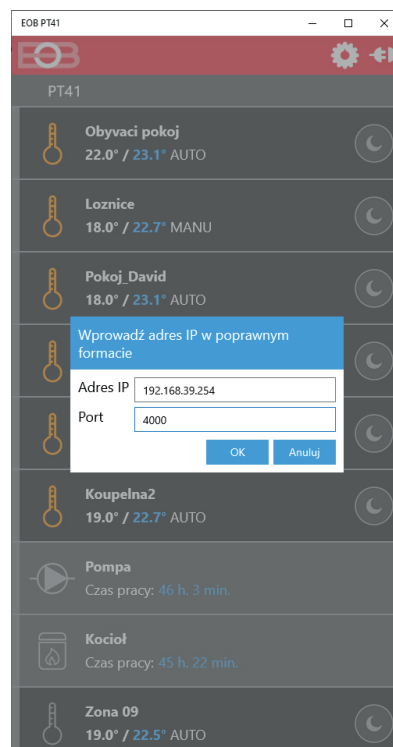 EOB PT41
EOB
PT41
Obyvaci pokoj
22.0° / 23.1° AUTO
Loznice
18.0° / 22.7° MANU
Pokoj_David
18.0° / 23.1° AUTO
Wprowadź adres IP w poprawnym
formacie
Adres IP 192.168.39.254
Port 4000
OK Anuluj
Koupelna2
19.0° / 22.7° AUTO
Pompa
Czas pracy: 46 h. 3 min.
Kocioł
Czas pracy: 45 h. 22 min.
Zona 09
19.0° / 22.5° AUTO